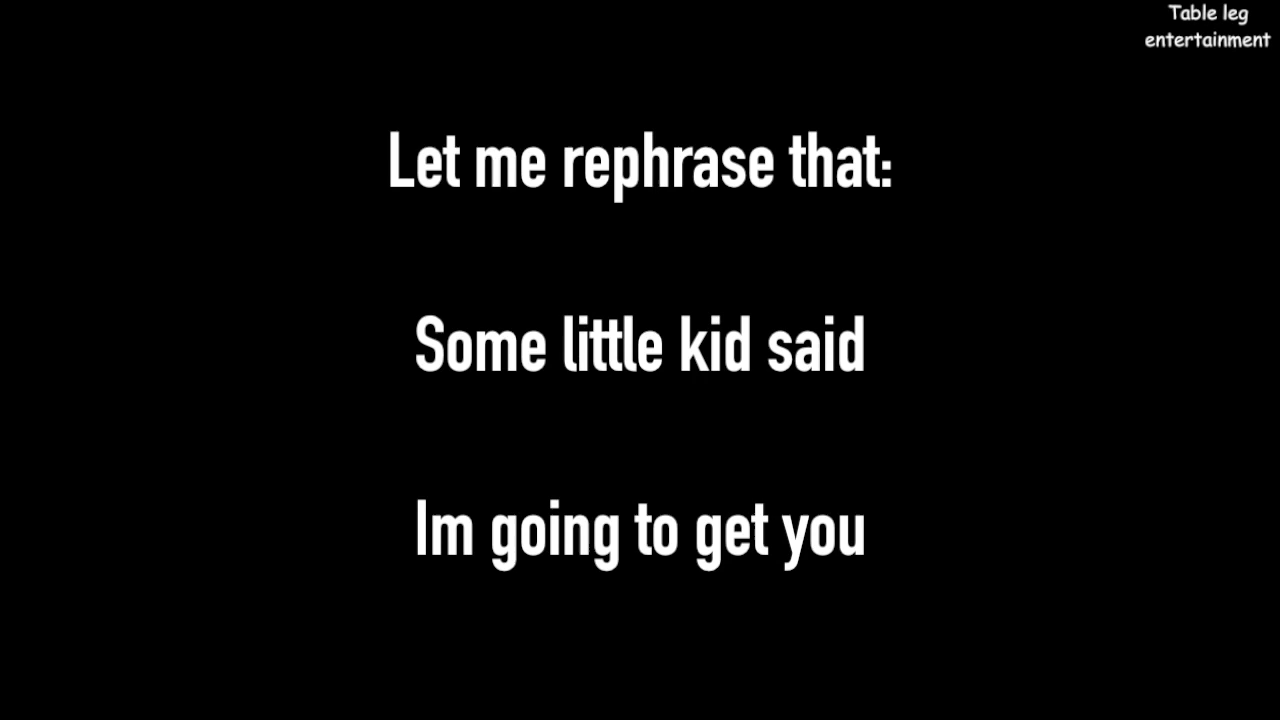 Table leg
entertainment
Let me rephrase that:
Some little kid said
Im going to get you